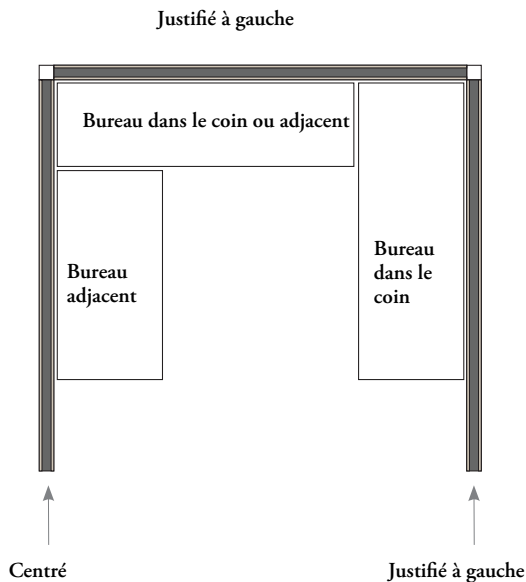 Justifié à gauche
Bureau dans le coin ou adjacent
Bureau
adjacent
Bureau
dans le
coin
Centré
Justifié à gauche